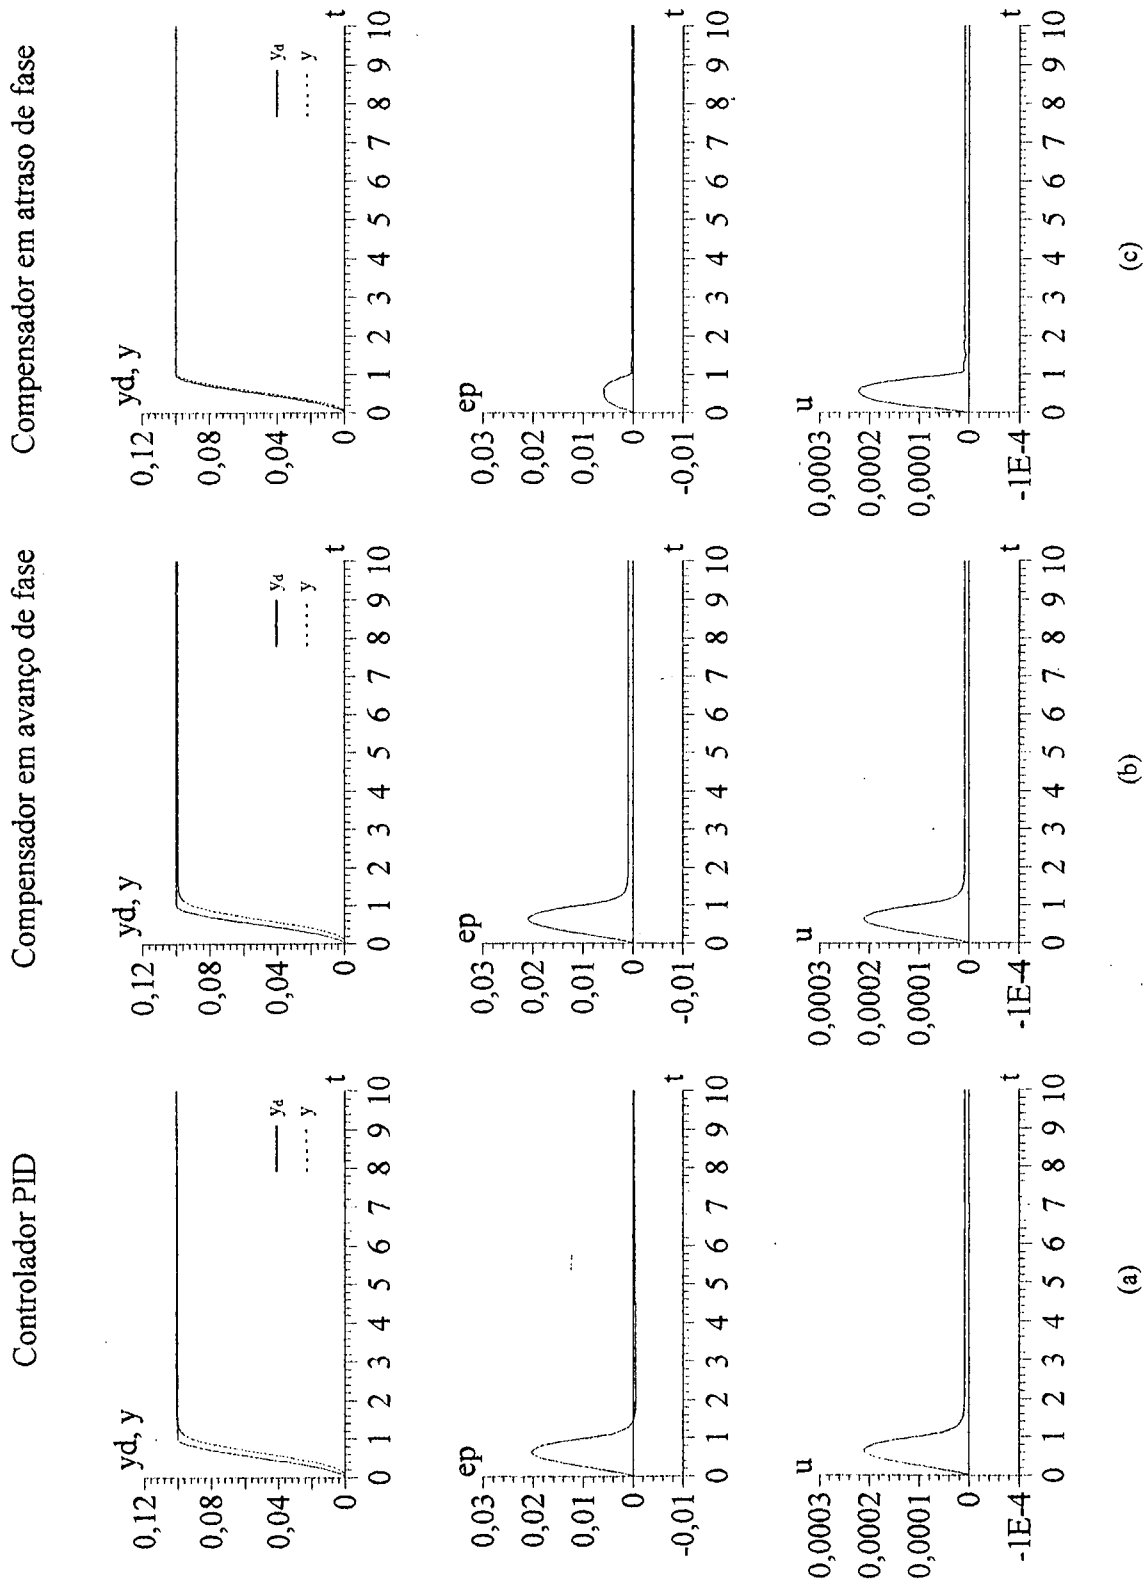 Controlador PID
yd, y
0,12
0,08
0,04
0
0 1 2 3 4 5 6 7 8 9 10
t
yd
y
ep
0,03
0,02
0,01
0
-0,01
0 1 2 3 4 5 6 7 8 9 10
t
u
0,0003
0,0002
0,0001
0
-1E-4
0 1 2 3 4 5 6 7 8 9 10
(a)
Compensador em avanço de fase
yd, y
0,12
0,08
0,04
0
0 1 2 3 4 5 6 7 8 9 10
t
yd
y
ep
0,03
0,02
0,01
0
-0,01
0 1 2 3 4 5 6 7 8 9 10
t
u
0,0003
0,0002
0,0001
0
-1E-4
0 1 2 3 4 5 6 7 8 9 10
(b)
Compensador em atraso de fase
yd, y
0,12
0,08
0,04
0
0 1 2 3 4 5 6 7 8 9 10
t
yd
y
ep
0,03
0,02
0,01
0
-0,01
0 1 2 3 4 5 6 7 8 9 10
t
u
0,0003
0,0002
0,0001
0
-1E-4
0 1 2 3 4 5 6 7 8 9 10
(c)